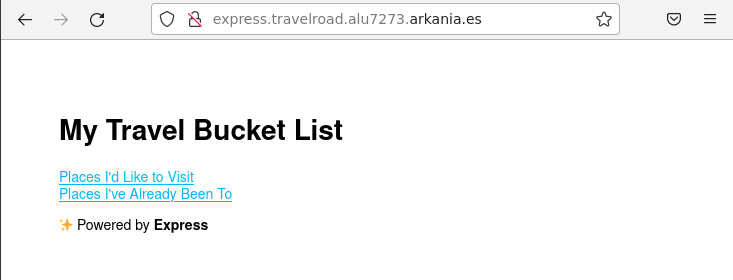 express.travelroad.alu7273.arkania.es
My Travel Bucket List
Places I'd Like to Visit
Places I've Already Been To
✨ Powered by Express